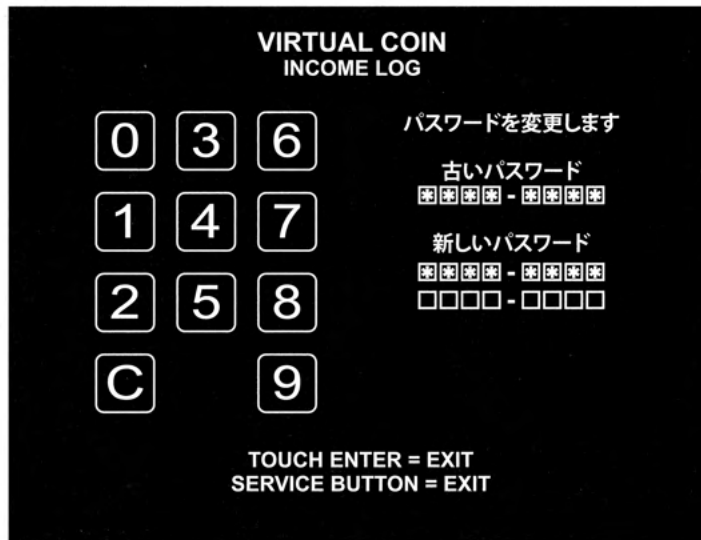 VIRTUAL COIN
INCOME LOG
0 3 6
1 4 7
2 5 8
C 9
パスワードを変更します
古いパスワード
＊＊＊＊-＊＊＊＊
新しいパスワード
＊＊＊＊-＊＊＊＊
□□□□-□□□□
TOUCH ENTER = EXIT
SERVICE BUTTON = EXIT